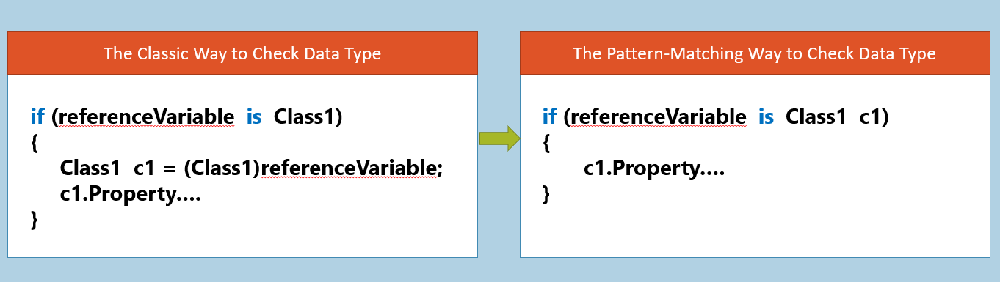 The Classic Way to Check Data Type
if (referenceVariable is Class1)
{
Class1 c1 = (Class1)referenceVariable;
c1.Property....
}
The Pattern-Matching Way to Check Data Type
if (referenceVariable is Class1 c1)
{
c1.Property....
}